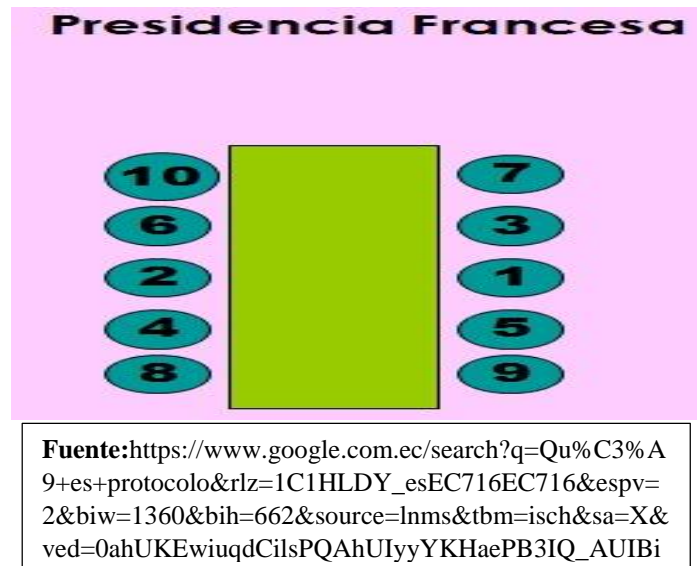 Presidencia Francesa
10 7
6 3
2 1
4 5
8 9
Fuente:https://www.google.com.ec/search?q=Qu%C3%A
9+es+protocolo&rlz=1C1HLDY_esEC716EC716&espv=
2&biw=1360&bih=662&source=lnms&tbm=isch&sa=X&
ved=0ahUKEwiuqdCilsPQAhUIyyYKHaePB3IQ_AUIBi